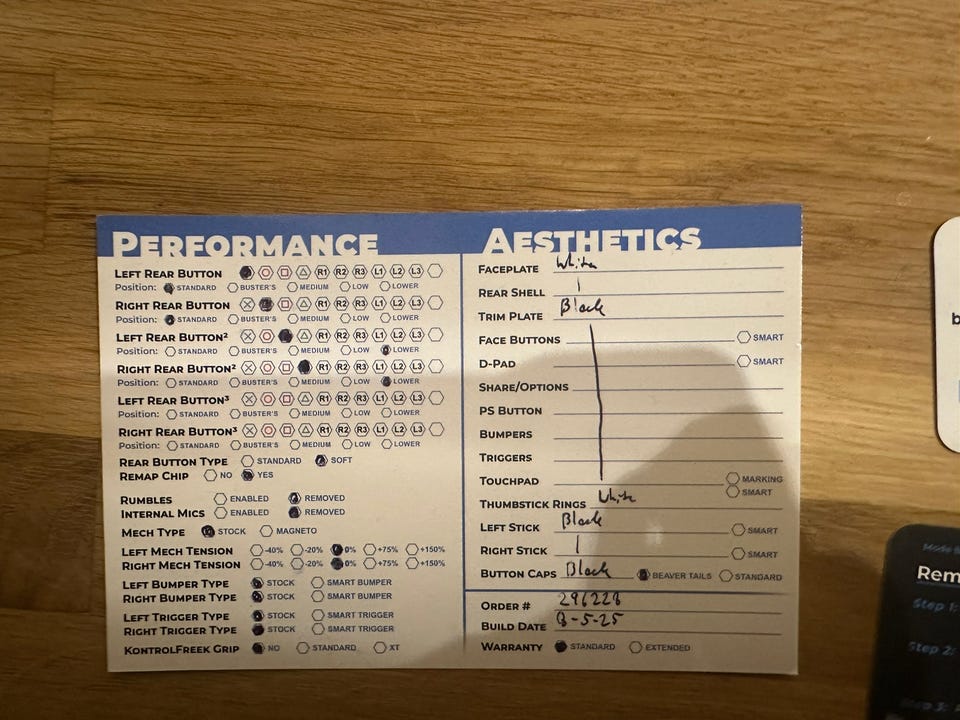 PERFORMANCE
LEFT REAR BUTTON X O □ △ R1 R2 R3 L1 L2 L3
Position: STANDARD BUSTER'S MEDIUM LOW LOWER
RIGHT REAR BUTTON X O □ △ R1 R2 R3 L1 L2 L3
Position: STANDARD BUSTER'S MEDIUM LOW LOWER
LEFT REAR BUTTON² X O □ △ R1 R2 R3 L1 L2 L3
Position: STANDARD BUSTER'S MEDIUM LOW LOWER
RIGHT REAR BUTTON² X O □ △ R1 R2 R3 L1 L2 L3
Position: STANDARD BUSTER'S MEDIUM LOW LOWER
LEFT REAR BUTTON³ X O □ △ R1 R2 R3 L1 L2 L3
Position: STANDARD BUSTER'S MEDIUM LOW LOWER
RIGHT REAR BUTTON³ X O □ △ R1 R2 R3 L1 L2 L3
Position: STANDARD BUSTER'S MEDIUM LOW LOWER
REAR BUTTON TYPE STANDARD SOFT
REMAP CHIP NO YES
RUMBLES ENABLED REMOVED
INTERNAL MICS ENABLED REMOVED
MECH TYPE STOCK MAGNETO
LEFT MECH TENSION -40% -20% 0% +75% +150%
RIGHT MECH TENSION -40% -20% 0% +75% +150%
LEFT BUMPER TYPE STOCK SMART BUMPER
RIGHT BUMPER TYPE STOCK SMART BUMPER
LEFT TRIGGER TYPE STOCK SMART TRIGGER
RIGHT TRIGGER TYPE STOCK SMART TRIGGER
KONTROLFREEK GRIP NO STANDARD XT
AESTHETICS
FACEPLATE White
REAR SHELL
TRIM PLATE Black
FACE BUTTONS SMART
D-PAD SMART
SHARE/OPTIONS
PS BUTTON
BUMPERS
TRIGGERS
TOUCHPAD MARKING
SMART
THUMBSTICK RINGS White
LEFT STICK Black SMART
RIGHT STICK SMART
BUTTON CAPS Black BEAVER TAILS STANDARD
ORDER # 296228
BUILD DATE 8-5-25
WARRANTY STANDARD EXTENDED
b
Rem
Step 1:
Step 2:
Step 3: